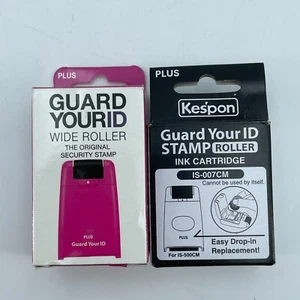 PLUS
GUARD
YOURID
WIDE ROLLER
THE ORIGINAL
SECURITY STAMP
PLUS
Guard Your ID
PLUS
Kespon
Guard Your ID
STAMP ROLLER
INK CARTRIDGE
IS-007CM
Cannot be used by itself.
PLUS
Easy Drop-in
Replacement!
For IS-500CM